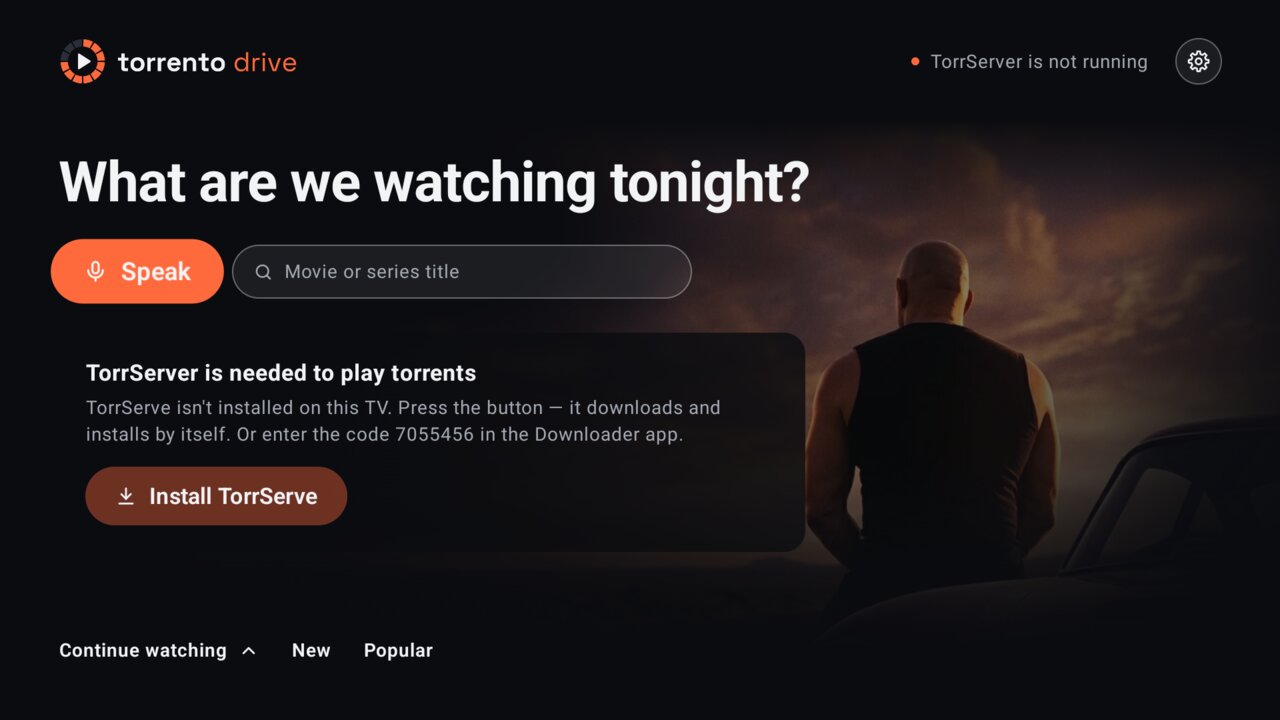 torrento drive
TorrServer is not running
What are we watching tonight?
Speak
Movie or series title
TorrServer is needed to play torrents
TorrServe isn't installed on this TV. Press the button — it downloads and
installs by itself. Or enter the code 7055456 in the Downloader app.
Install TorrServe
Continue watching
New
Popular